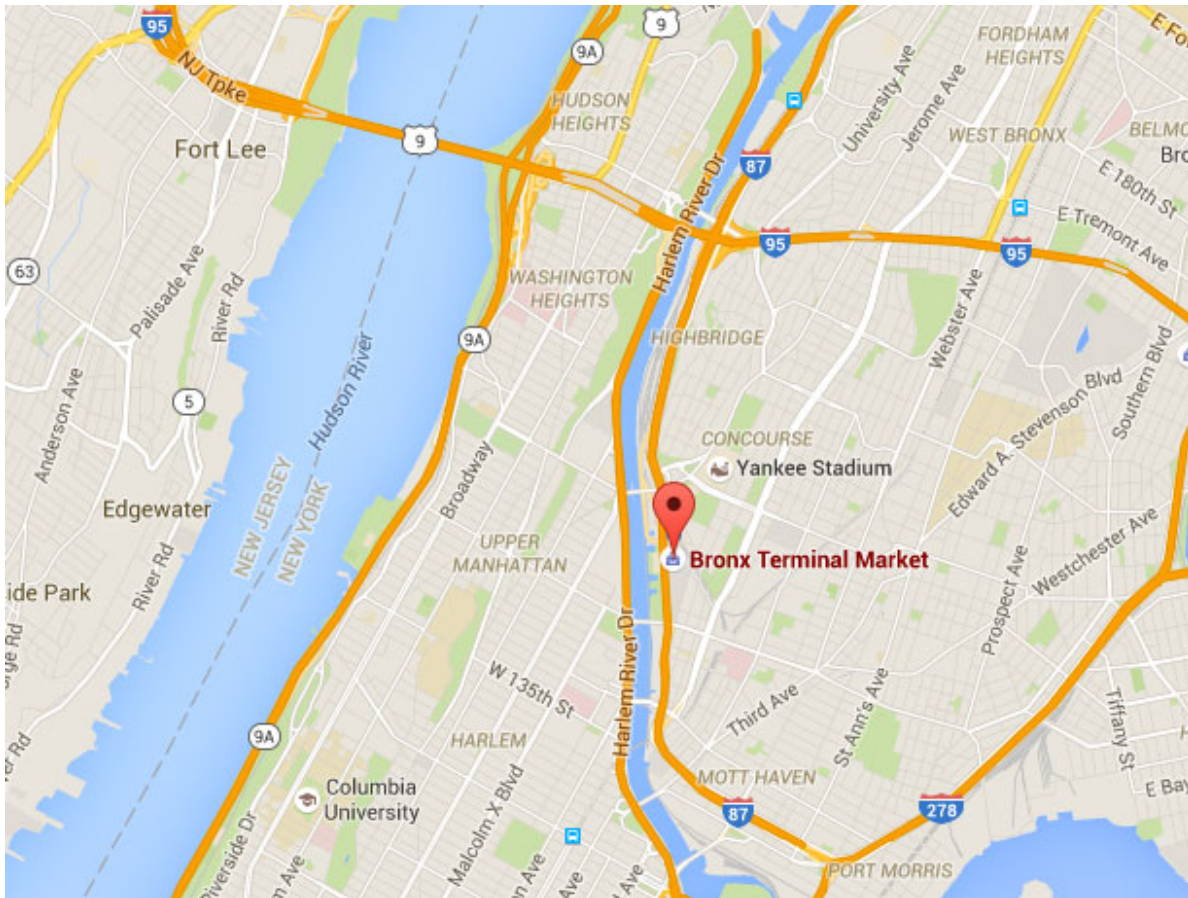 95
NJ Tpke
9A
9
FORDHAM
HEIGHTS
University Ave
Jerome Ave
HUDSON
HEIGHTS
WEST BRONX
BELMO
Bro
Fort Lee
9
87
E 180th St
E Tremont Ave
Harlem River Dr
95
95
63
Palisade Ave
River Rd
WASHINGTON
HEIGHTS
9A
HIGHBRIDGE
Webster Ave
Southern Blvd
Hudson River
5
Anderson Ave
Edward A. Stevenson Blvd
CONCOURSE
Yankee Stadium
Broadway
Edgewater
NEW JERSEY
NEW YORK
UPPER
MANHATTAN
Bronx Terminal Market
Westchester Ave
Prospect Ave
side Park
River Rd
orge Rd
Harlem River Dr
W 135th St
Third Ave
St Ann's Ave
Tiffany St
9A
HARLEM
ver Rd
MOTT HAVEN
Columbia
University
Malcolm X Blvd
87
278
E Bay
Riverside Dr
PORT MORRIS